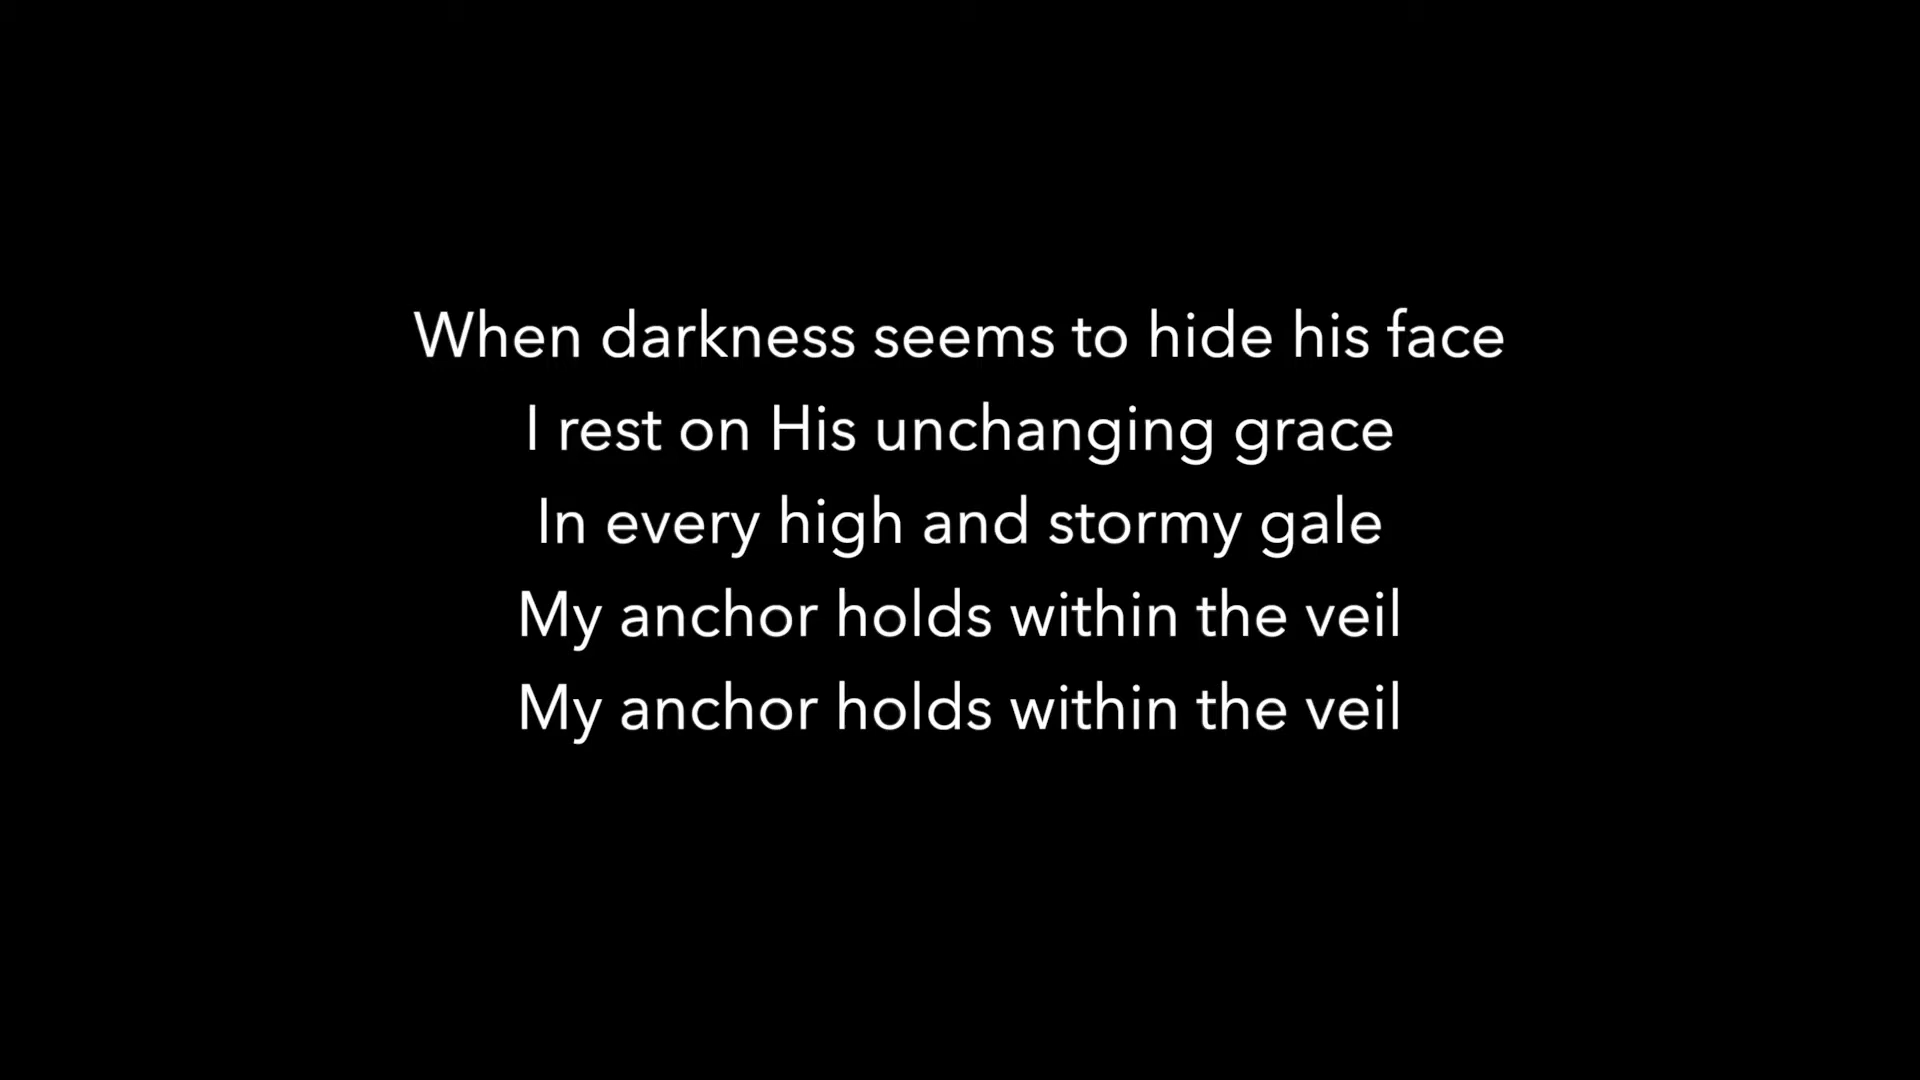 When darkness seems to hide his face
I rest on His unchanging grace
In every high and stormy gale
My anchor holds within the veil
My anchor holds within the veil